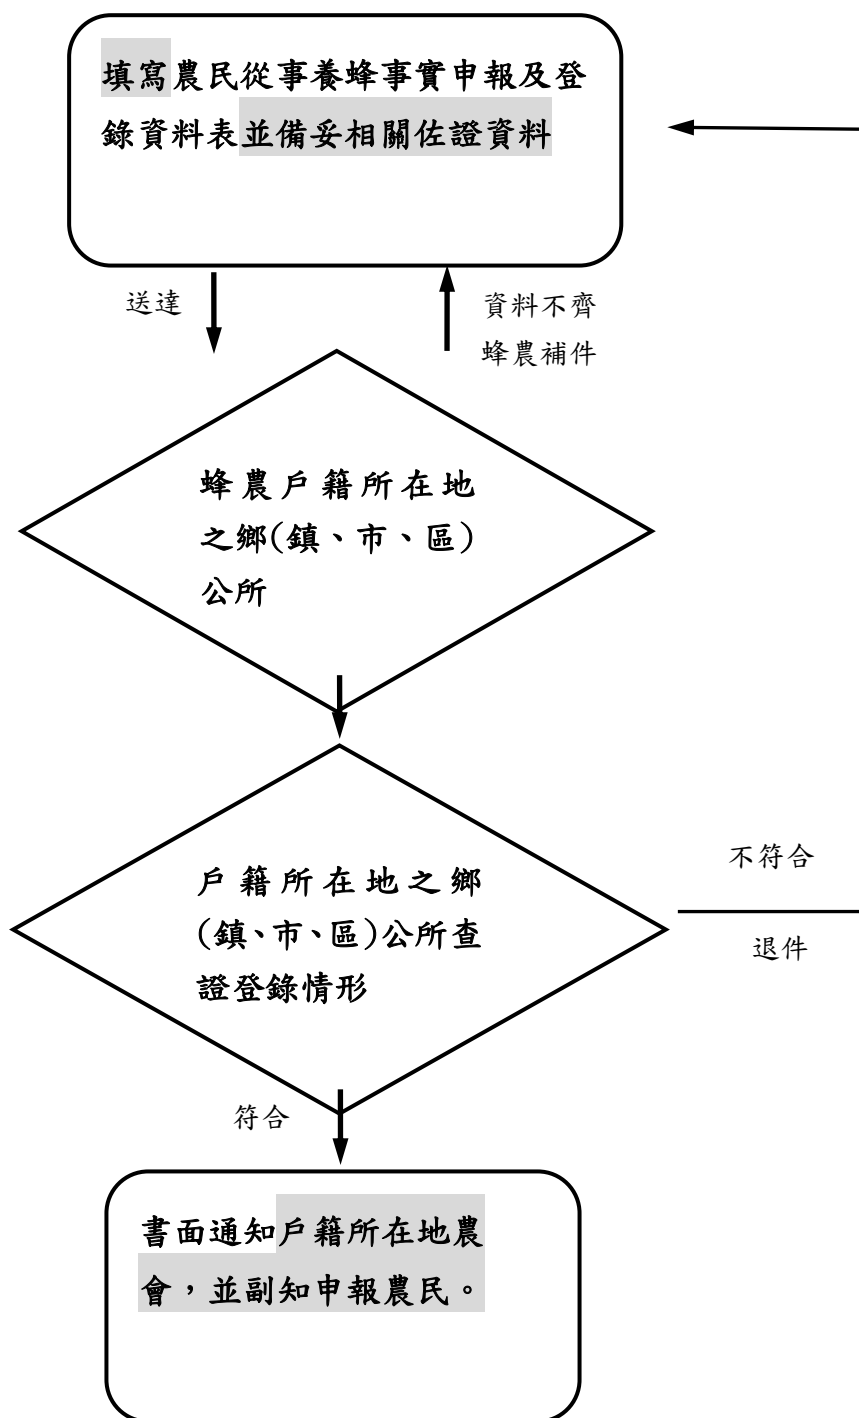 填寫農民從事養蜂事實申報及登
錄資料表並備妥相關佐證資料
送達
資料不齊
蜂農補件
蜂農戶籍所在地
之鄉(鎮、市、區)
公所
戶籍所在地之鄉
(鎮、市、區)公所查
證登錄情形
不符合
退件
符合
書面通知戶籍所在地農
會，並副知申報農民。